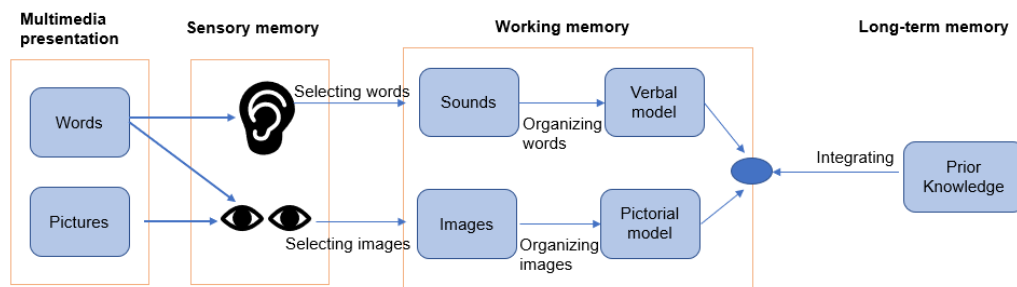 Multimedia
presentation
Sensory memory
Working memory
Long-term memory
Words
Pictures
Selecting words
Selecting images
Sounds
Organizing
words
Verbal
model
Images
Organizing
images
Pictorial
model
Integrating
Prior
Knowledge